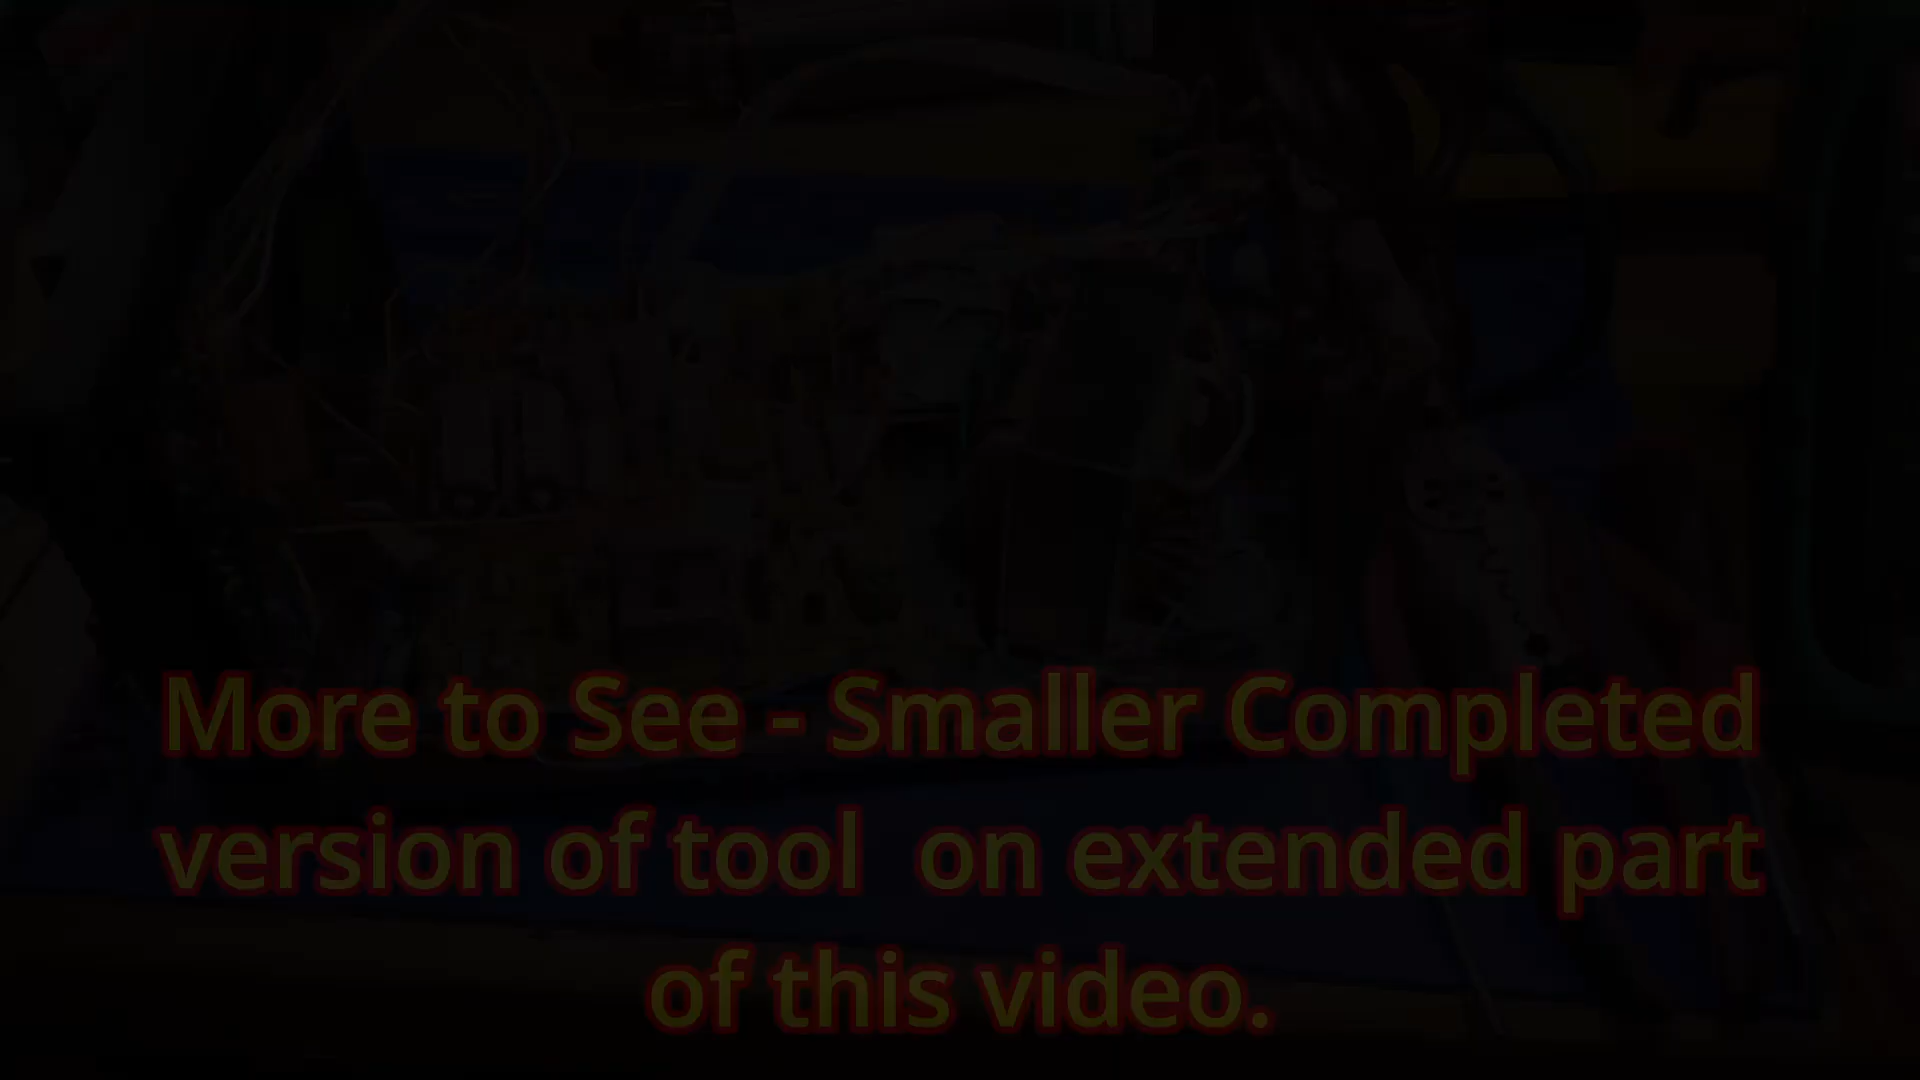 More to See - Smaller Completed
version of tool  on extended part
of this video.